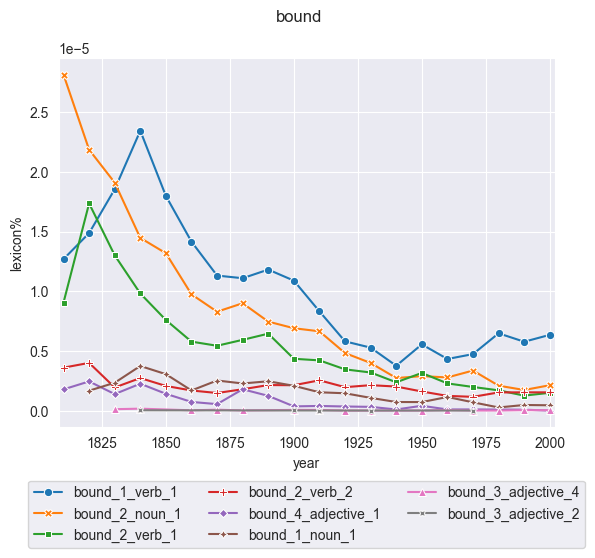 bound
1e−5
2.5
2.0
1.5
1.0
0.5
0.0
lexicon%
1825 1850 1875 1900 1925 1950 1975 2000
year
bound_1_verb_1 bound_2_verb_2 bound_3_adjective_4
bound_2_noun_1 bound_4_adjective_1 bound_3_adjective_2
bound_2_verb_1 bound_1_noun_1